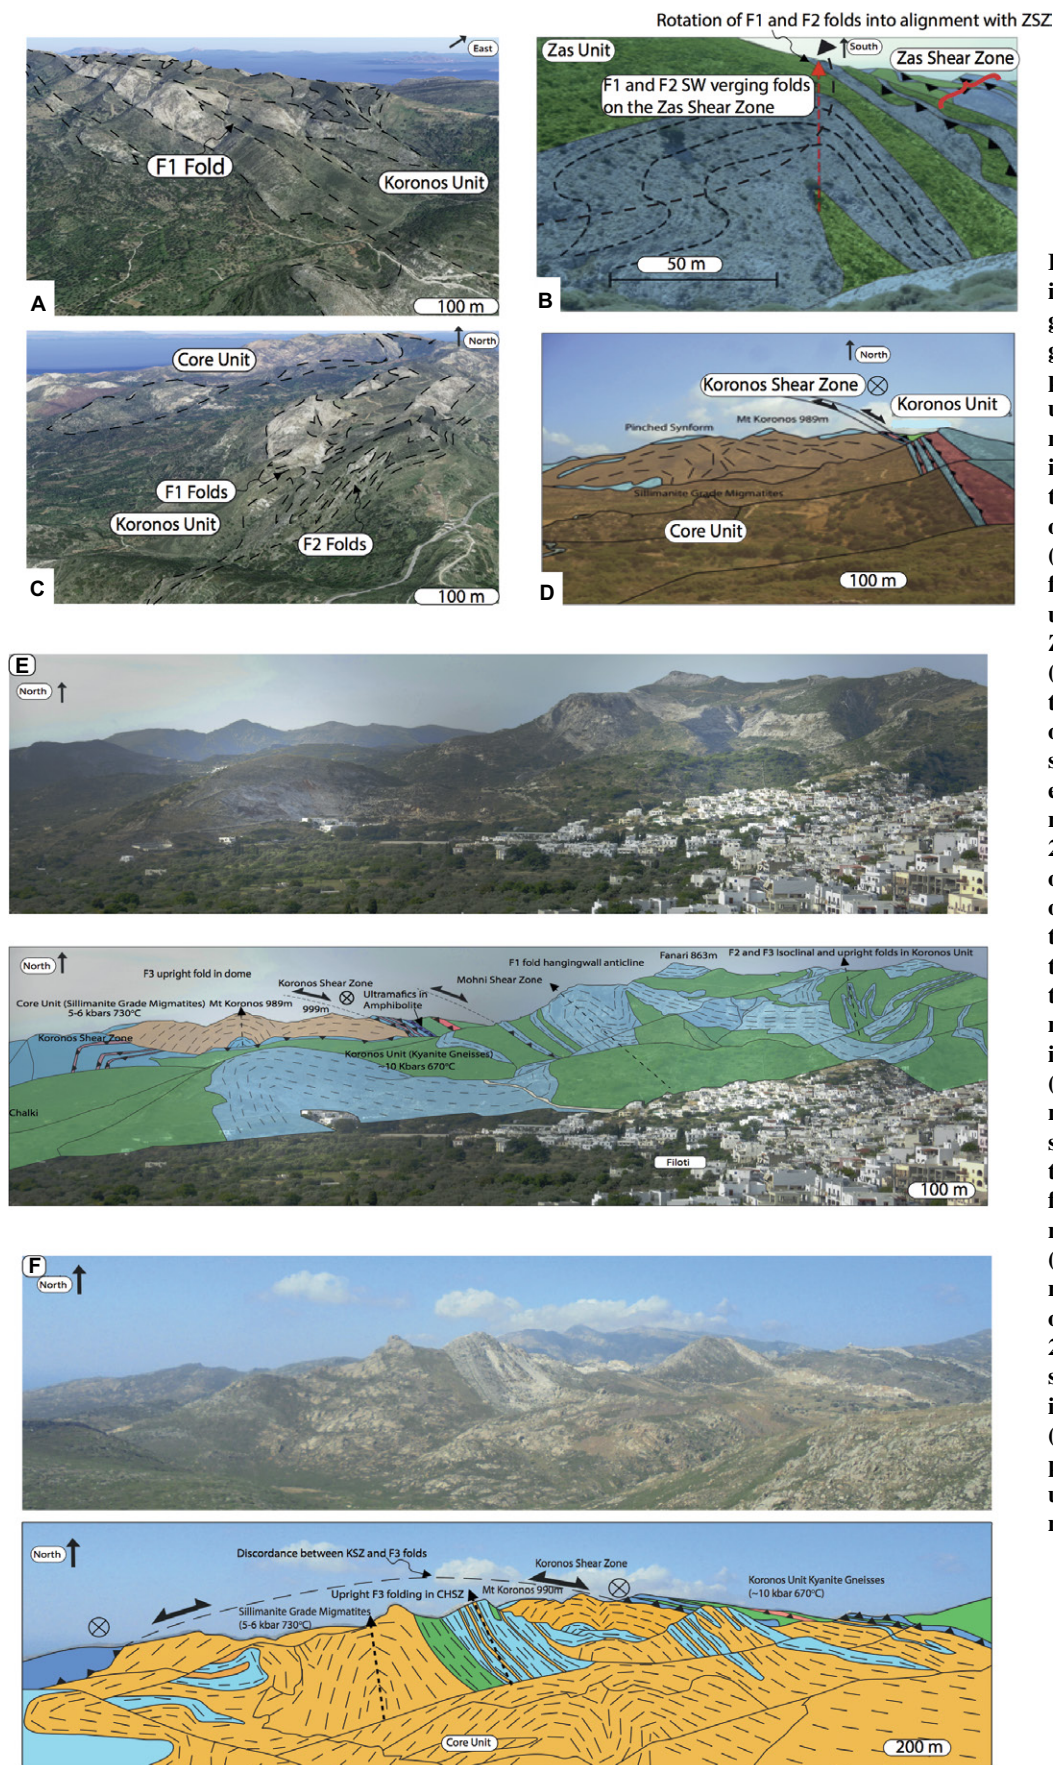 Rotation of F1 and F2 folds into alignment with ZSZ
East
F1 Fold
Koronos Unit
A
100 m
Zas Unit
South
Zas Shear Zone
F1 and F2 SW verging folds
on the Zas Shear Zone
50 m
B
Core Unit
North
F1 Folds
Koronos Unit
F2 Folds
C
100 m
North
Koronos Shear Zone
Koronos Unit
Mt Koronos 989m
Pinched Synform
Sillimanite Grade Migmatites
Core Unit
100 m
D
E
North
North
F3 upright fold in dome
Koronos Shear Zone
999m
Ultramafics in
Amphibolite
Mohni Shear Zone
F1 fold hangingwall anticline
Fanari 863m
F2 and F3 Isoclinal and upright folds in Koronos Unit
Core Unit (Sillimanite Grade Migmatites)
5-6 kbars 730°C
Mt Koronos 989m
Koronos Shear Zone
Koronos Unit (Kyanite Gneisses)
~10 Kbars 670°C
Chalki
Filoti
100 m
F
North
North
Discordance between KSZ and F3 folds
Koronos Shear Zone
Upright F3 folding in CHSZ
Mt Koronos 990m
Koronos Unit Kyanite Gneisses
(~10 kbar 670°C)
Sillimanite Grade Migmatites
(5-6 kbar 730°C)
Core Unit
200 m